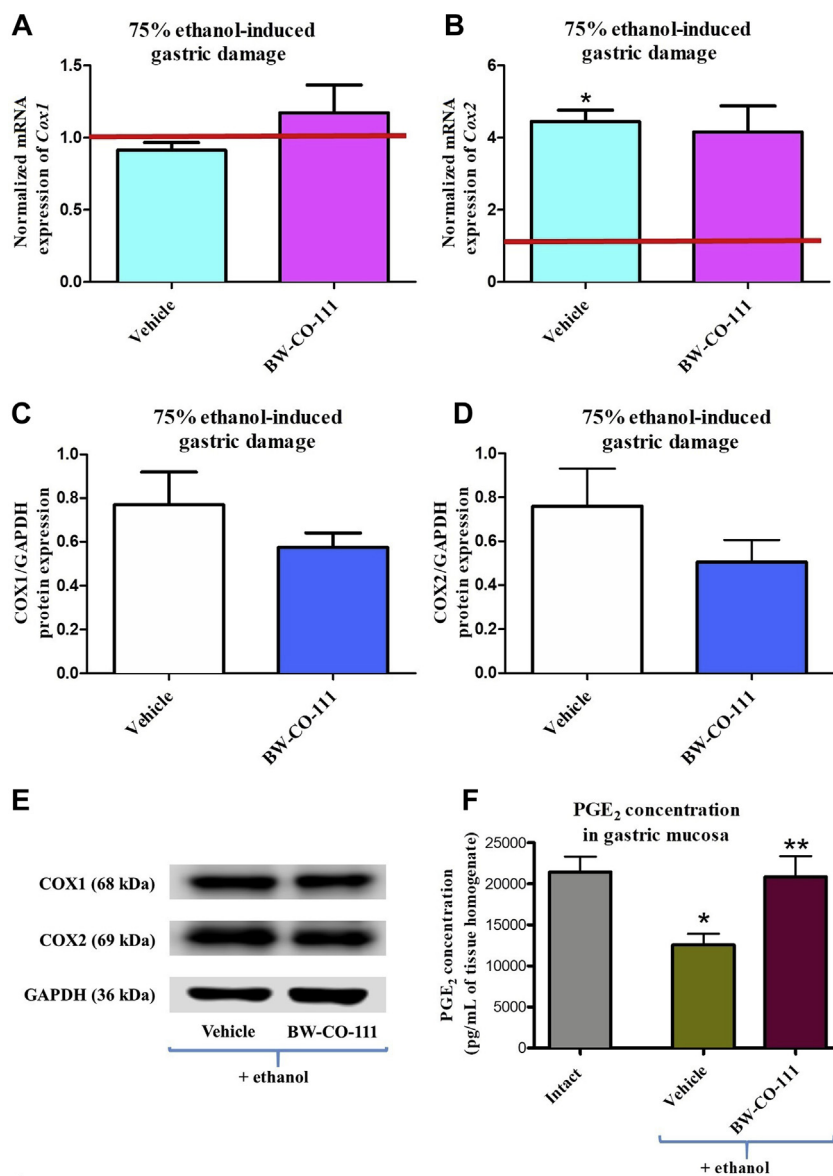 A
75% ethanol-induced
gastric damage
Normalized mRNA
expression of Cox1
1.5
1.0
0.5
0.0
Vehicle
BW-CO-111
B
75% ethanol-induced
gastric damage
Normalized mRNA
expression of Cox2
6
4
2
0
*
Vehicle
BW-CO-111
C
75% ethanol-induced
gastric damage
COX1/GAPDH
protein expression
1.0
0.8
0.6
0.4
0.2
0.0
Vehicle
BW-CO-111
D
75% ethanol-induced
gastric damage
COX2/GAPDH
protein expression
1.0
0.8
0.6
0.4
0.2
0.0
Vehicle
BW-CO-111
E
COX1 (68 kDa)
COX2 (69 kDa)
GAPDH (36 kDa)
Vehicle BW-CO-111
+ ethanol
F
PGE₂ concentration
in gastric mucosa
PGE₂ concentration
(pg/mL of tissue homogenate)
25000
20000
15000
10000
5000
0
*
**
Intact
Vehicle
BW-CO-111
+ ethanol